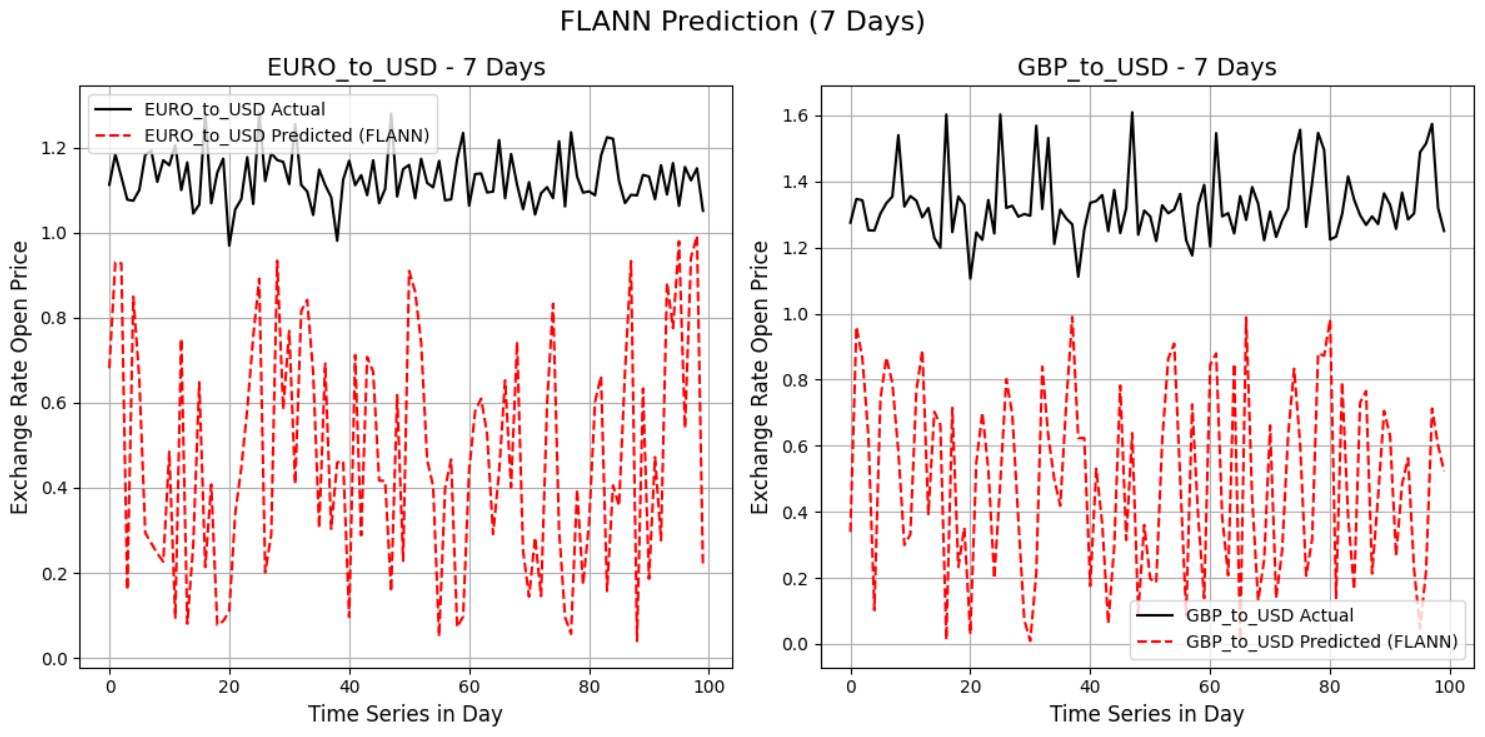 FLANN Prediction (7 Days)
EURO_to_USD - 7 Days
EURO_to_USD Actual
EURO_to_USD Predicted (FLANN)
Exchange Rate Open Price
1.2
1.0
0.8
0.6
0.4
0.2
0.0
0 20 40 60 80 100
Time Series in Day
GBP_to_USD - 7 Days
Exchange Rate Open Price
1.6
1.4
1.2
1.0
0.8
0.6
0.4
0.2
0.0
GBP_to_USD Actual
GBP_to_USD Predicted (FLANN)
0 20 40 60 80 100
Time Series in Day